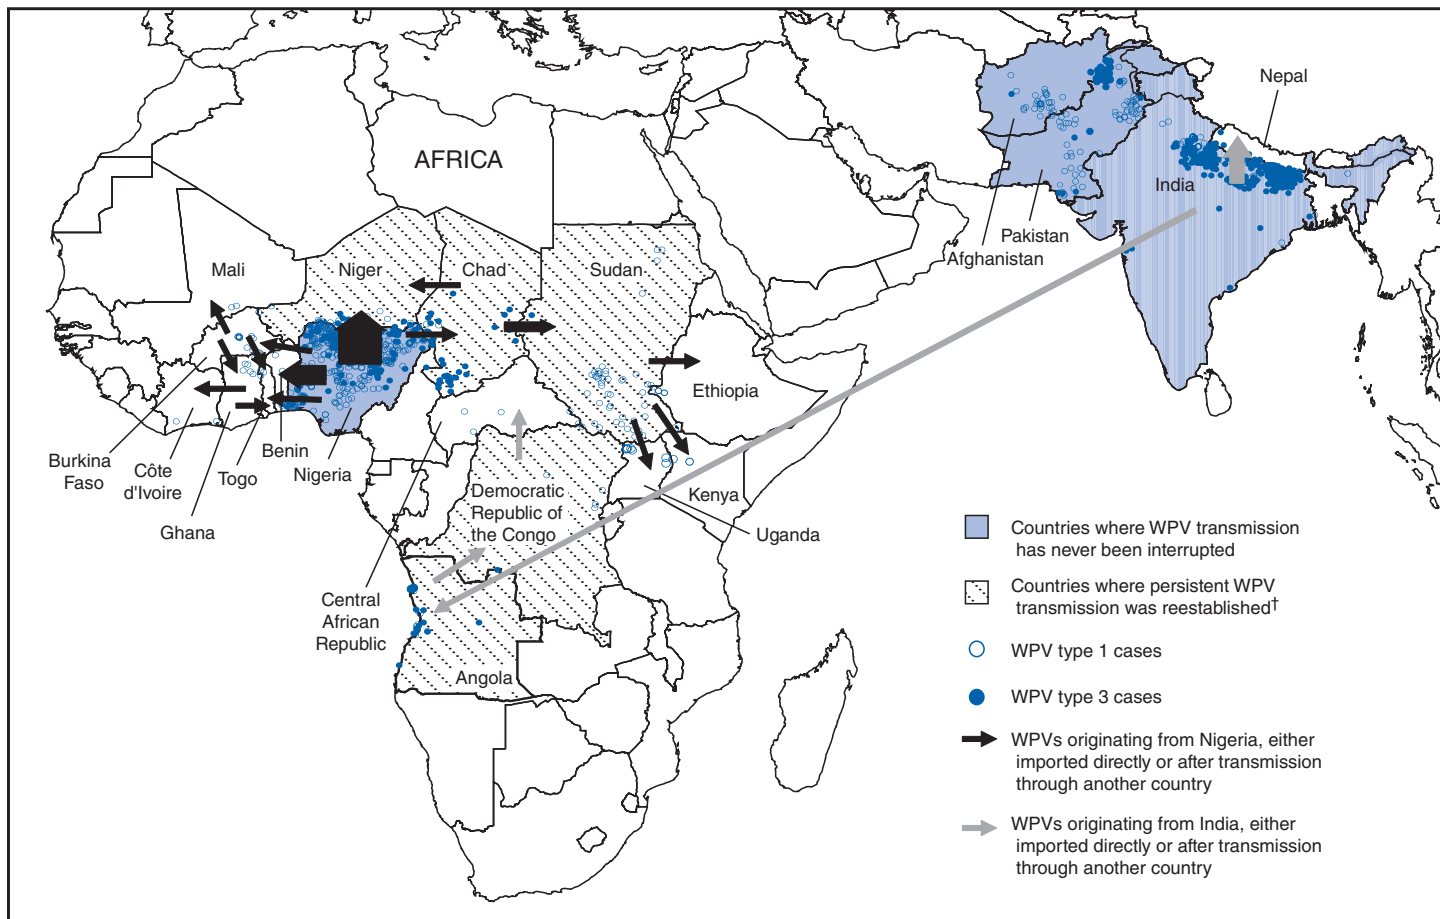 Nepal
AFRICA
India
Pakistan
Afghanistan
Mali
Niger
Chad
Sudan
Ethiopia
Burkina
Faso
Côte
d'Ivoire
Ghana
Togo
Benin
Nigeria
Democratic
Republic of
the Congo
Kenya
Uganda
Central
African
Republic
Angola
Countries where WPV transmission
has never been interrupted
Countries where persistent WPV
transmission was reestablished†
WPV type 1 cases
WPV type 3 cases
WPVs originating from Nigeria, either
imported directly or after transmission
through another country
WPVs originating from India, either
imported directly or after transmission
through another country